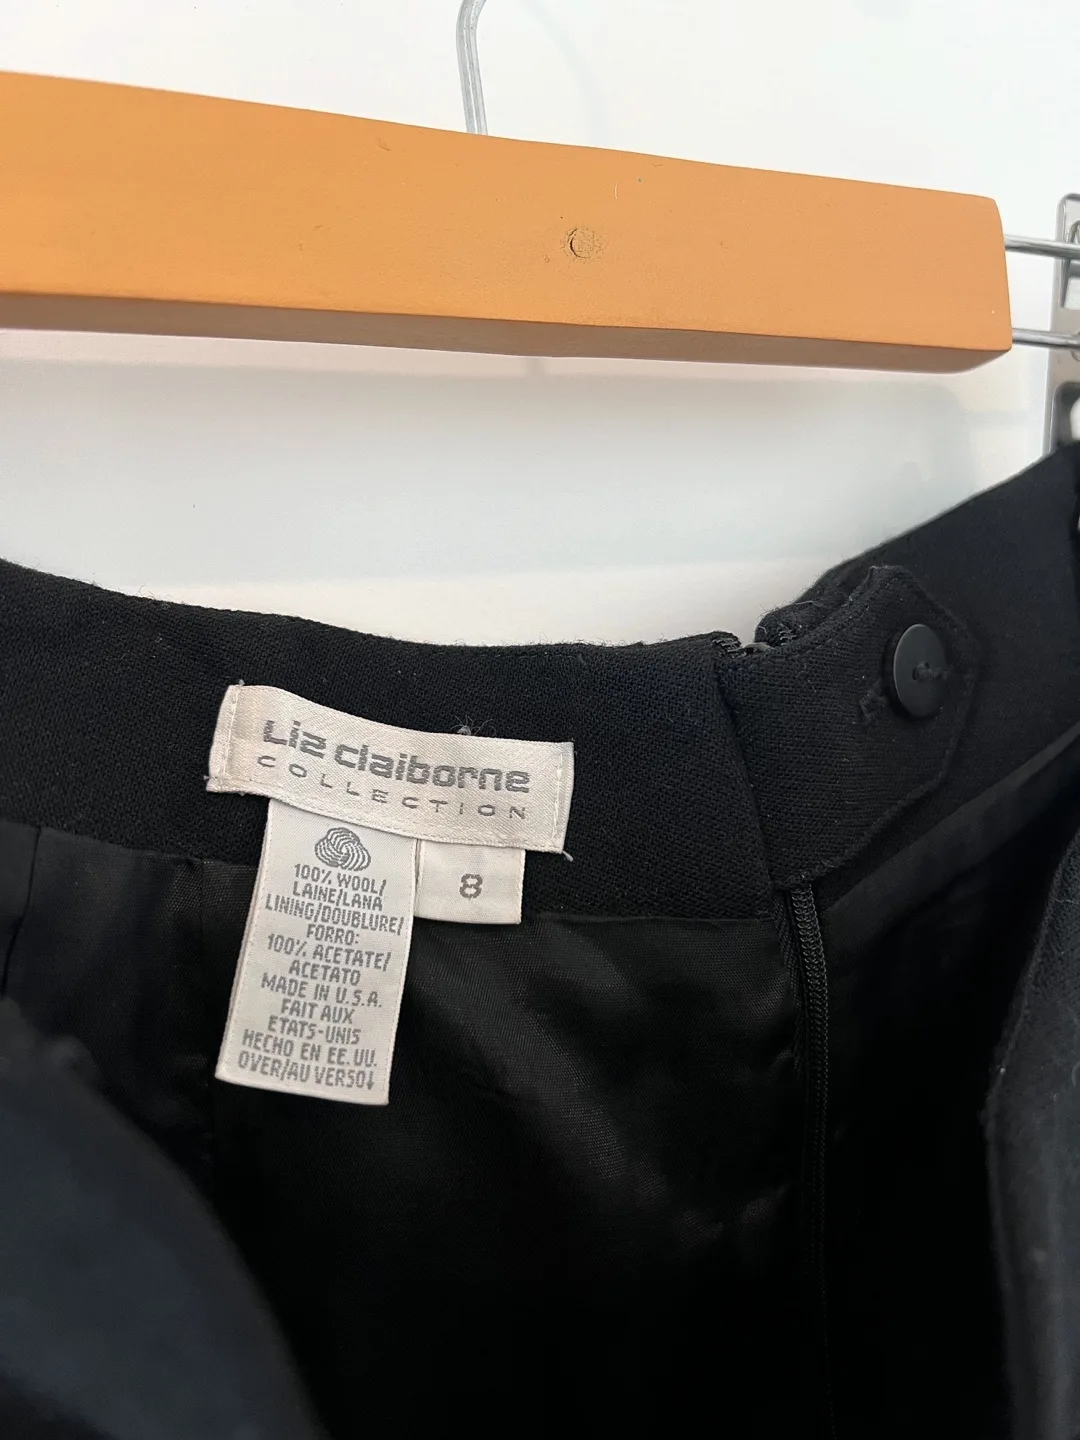 Liz claiborne
COLLECTION
8
100% WOOL/
LAINE/LANA
LINING/DOUBLURE/
FORRO:
100% ACETATE/
ACETATO
MADE IN U.S.A.
FAIT AUX
ETATS-UNIS
HECHO EN EE. UU.
OVER/AU VERSO↓